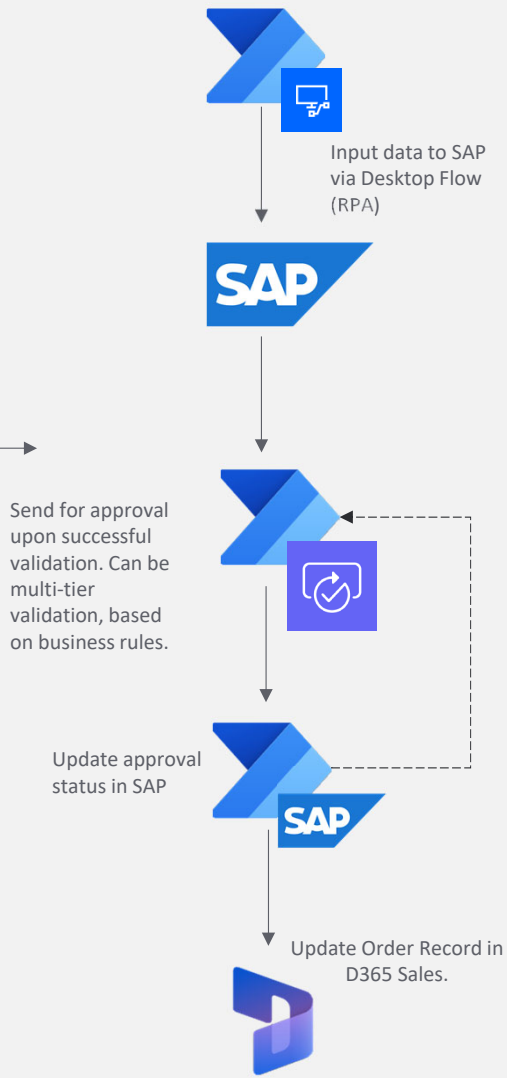 Input data to SAP
via Desktop Flow
(RPA)
SAP
Send for approval
upon successful
validation. Can be
multi-tier
validation, based
on business rules.
Update approval
status in SAP
SAP
Update Order Record in
D365 Sales.